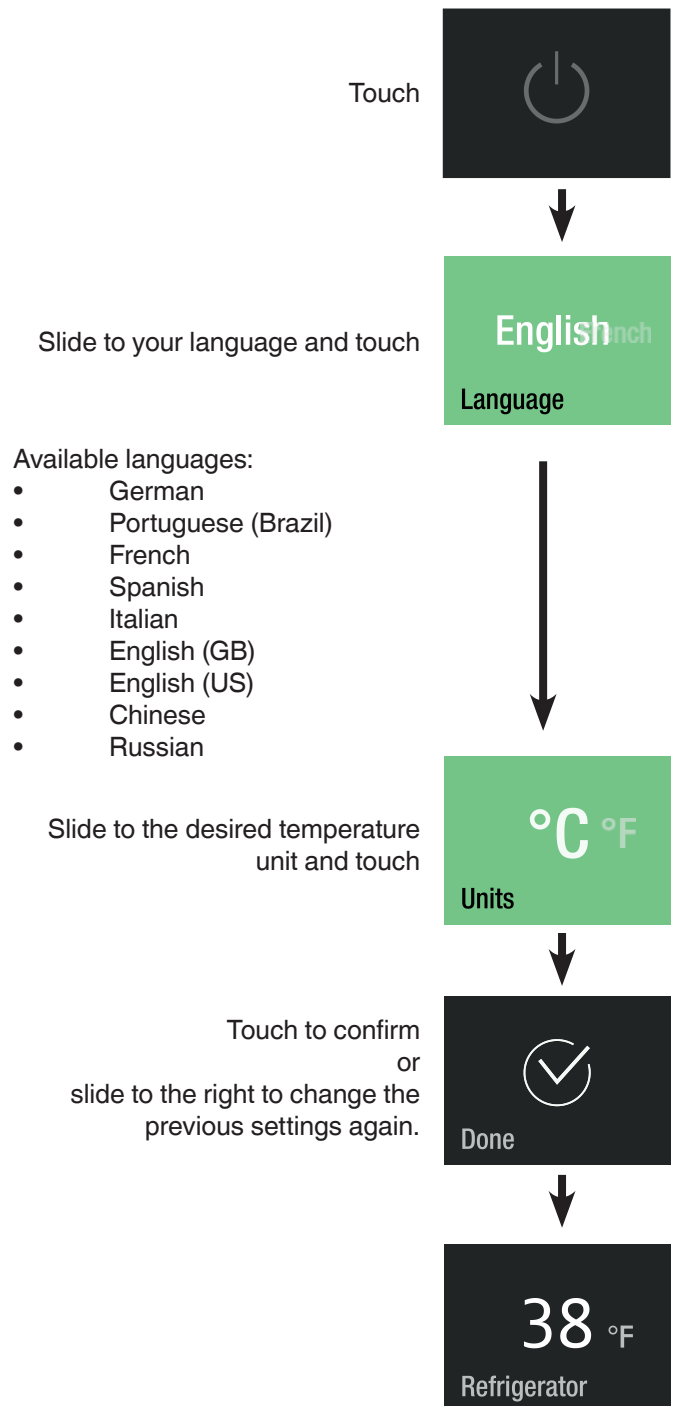 Touch
Slide to your language and touch
English French
Language
Available languages:
• German
• Portuguese (Brazil)
• French
• Spanish
• Italian
• English (GB)
• English (US)
• Chinese
• Russian
Slide to the desired temperature
unit and touch
°C °F
Units
Touch to confirm
or
slide to the right to change the
previous settings again.
Done
38 °F
Refrigerator